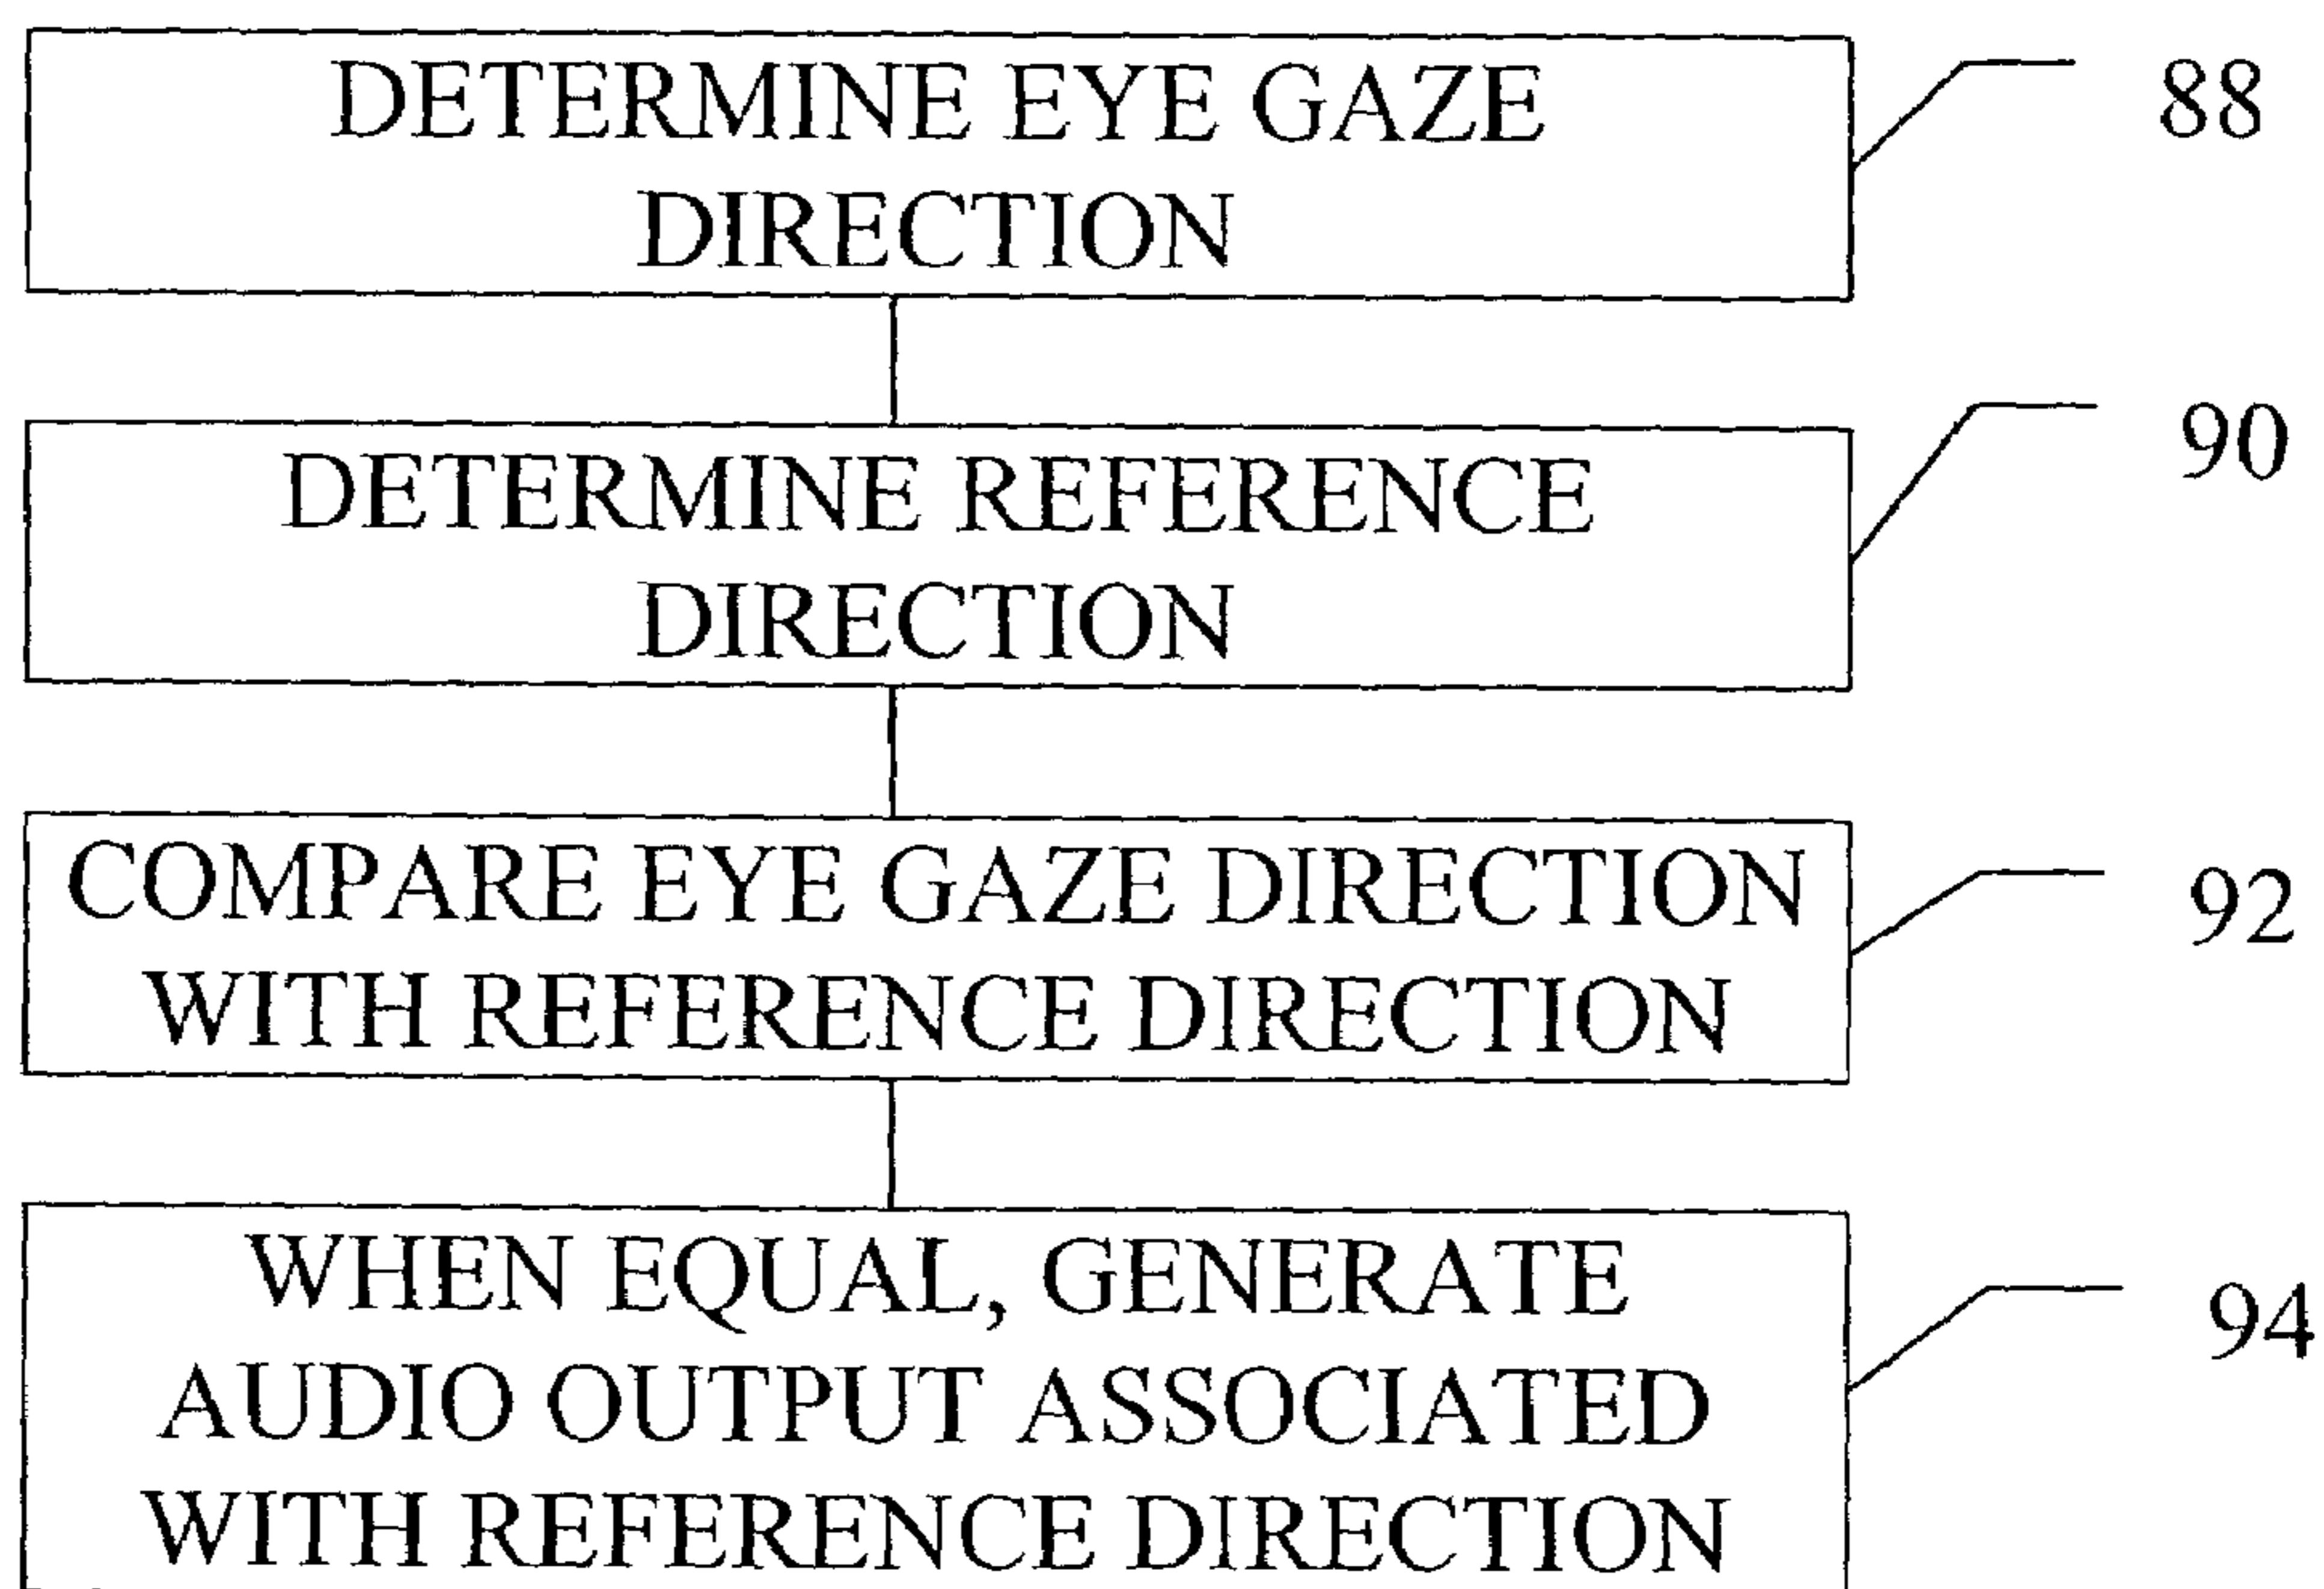 DETERMINE EYE GAZE
DIRECTION
88
DETERMINE REFERENCE
DIRECTION
90
COMPARE EYE GAZE DIRECTION
WITH REFERENCE DIRECTION
92
WHEN EQUAL, GENERATE
AUDIO OUTPUT ASSOCIATED
WITH REFERENCE DIRECTION
94